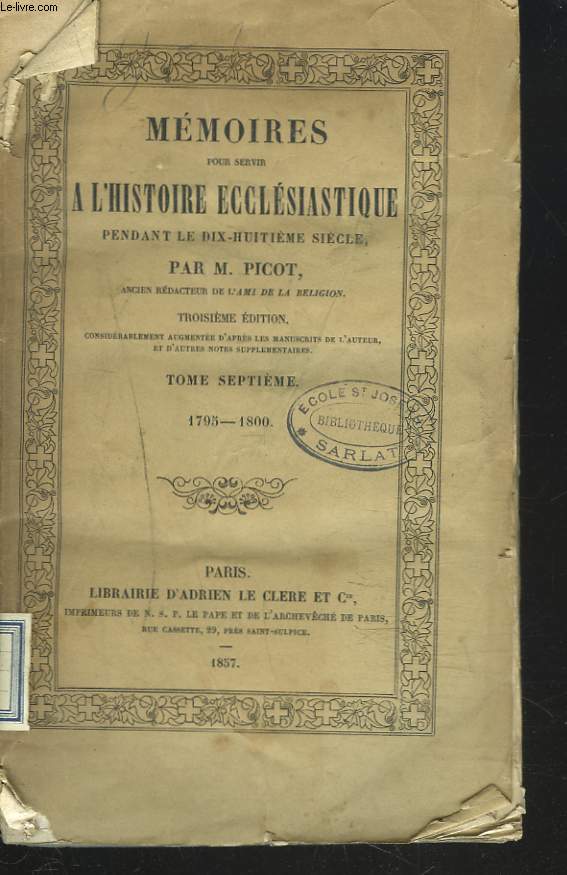 Le-livre.com
MÉMOIRES
POUR SERVIR
A L'HISTOIRE ECCLÉSIASTIQUE
PENDANT LE DIX-HUITIÈME SIÈCLE,
PAR M. PICOT,
ANCIEN RÉDACTEUR DE L'AMI DE LA RELIGION.
TROISIÈME ÉDITION,
CONSIDÉRABLEMENT AUGMENTÉE D'APRÈS LES MANUSCRITS DE L'AUTEUR,
ET D'AUTRES NOTES SUPPLÉMENTAIRES.
TOME SEPTIÈME.
1795—1800.
ECOLE ST JOS
BIBLIOTHÈQUE
SARLAT
PARIS.
LIBRAIRIE D'ADRIEN LE CLERE ET Cie,
IMPRIMEURS DE N. S. P. LE PAPE ET DE L'ARCHEVÊCHÉ DE PARIS,
RUE CASSETTE, 29, PRÈS SAINT-SULPICE.
—
1857.